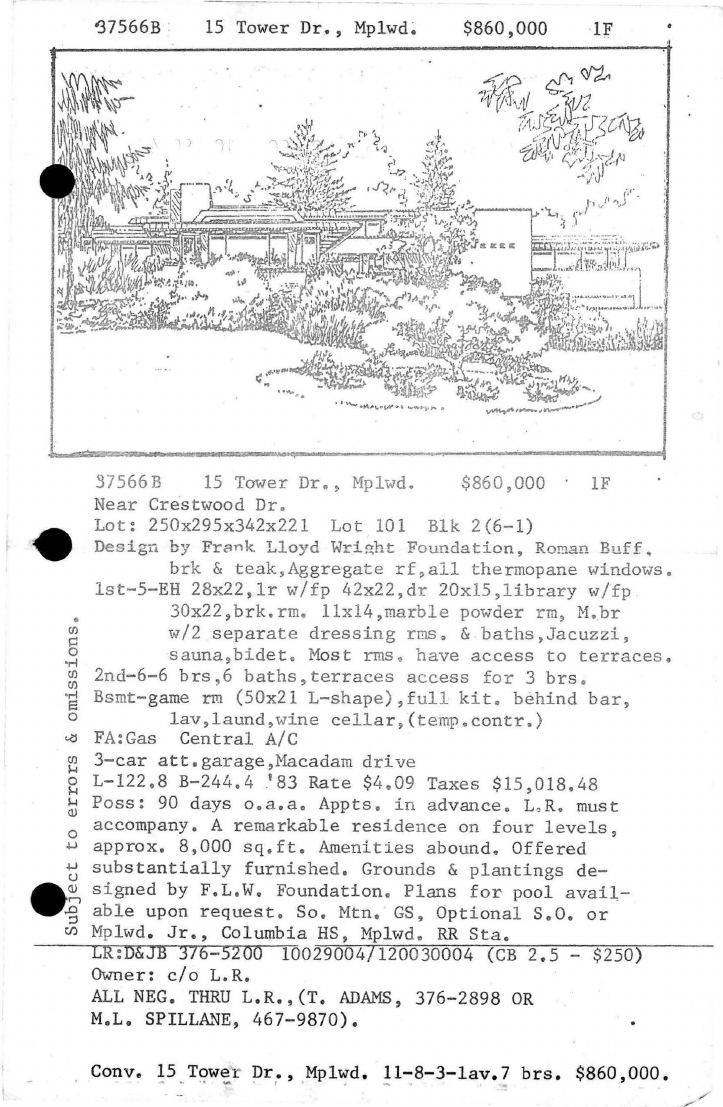 37566B 15 Tower Dr., Mplwd. $860,000 1F
37566B 15 Tower Dr., Mplwd. $860,000 1F
Near Crestwood Dr.
Lot: 250x295x342x221 Lot 101 Blk 2(6-1)
Design by Frank Lloyd Wright Foundation, Roman Buff.
brk & teak,Aggregate rf,all thermopane windows.
1st-5-EH 28x22,lr w/fp 42x22,dr 20x15,library w/fp
30x22,brk.rm. 11x14,marble powder rm, M.br
w/2 separate dressing rms. & baths,Jacuzzi,
sauna,bidet. Most rms. have access to terraces.
2nd-6-6 brs,6 baths,terraces access for 3 brs.
Bsmt-game rm (50x21 L-shape),full kit. behind bar,
lav,laund,wine cellar,(temp.contr.)
FA:Gas Central A/C
3-car att.garage,Macadam drive
L-122.8 B-244.4 '83 Rate $4.09 Taxes $15,018.48
Poss: 90 days o.a.a. Appts. in advance. L.R. must
accompany. A remarkable residence on four levels,
approx. 8,000 sq.ft. Amenities abound. Offered
substantially furnished. Grounds & plantings de-
signed by F.L.W. Foundation. Plans for pool avail-
able upon request. So. Mtn. GS, Optional S.O. or
Mplwd. Jr., Columbia HS, Mplwd. RR Sta.
Subject to errors & omissions.
LR:D&JB 376-5200 10029004/120030004 (CB 2.5 - $250)
Owner: c/o L.R.
ALL NEG. THRU L.R.,(T. ADAMS, 376-2898 OR
M.L. SPILLANE, 467-9870).
Conv. 15 Tower Dr., Mplwd. 11-8-3-1av.7 brs. $860,000.